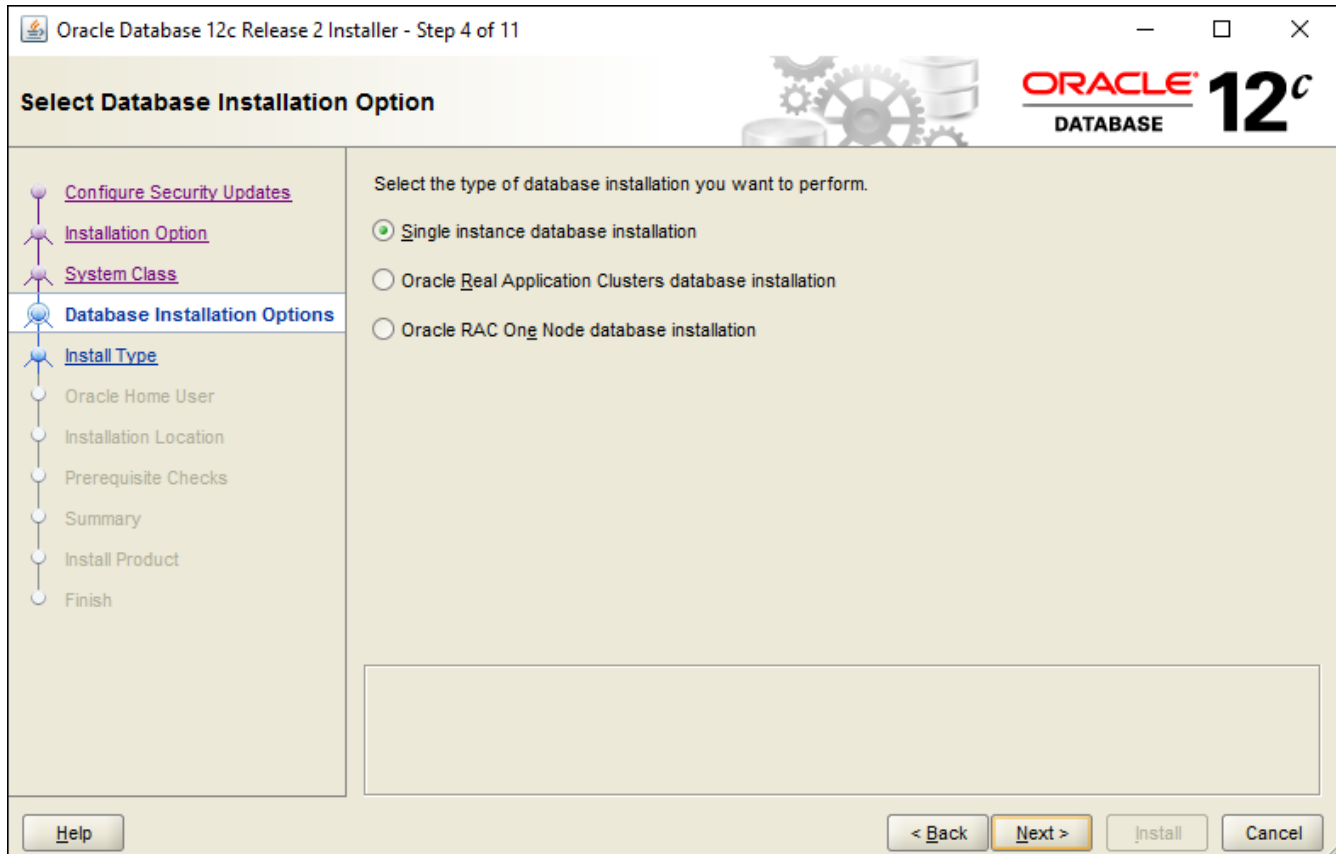 Oracle Database 12c Release 2 Installer - Step 4 of 11
Select Database Installation Option
ORACLE
DATABASE
12c
Configure Security Updates
Installation Option
System Class
Database Installation Options
Install Type
Oracle Home User
Installation Location
Prerequisite Checks
Summary
Install Product
Finish
Select the type of database installation you want to perform.
Single instance database installation
Oracle Real Application Clusters database installation
Oracle RAC One Node database installation
Help
< Back
Next >
Install
Cancel